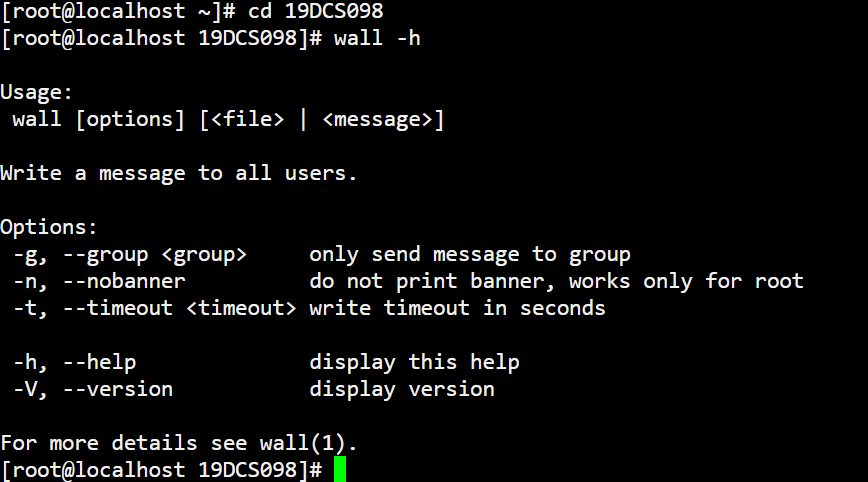 [root@localhost ~]# cd 19DCS098
[root@localhost 19DCS098]# wall -h
Usage:
wall [options] [<file> | <message>]
Write a message to all users.
Options:
-g, --group <group>     only send message to group
-n, --nobanner          do not print banner, works only for root
-t, --timeout <timeout> write timeout in seconds
-h, --help              display this help
-V, --version           display version
For more details see wall(1).
[root@localhost 19DCS098]#